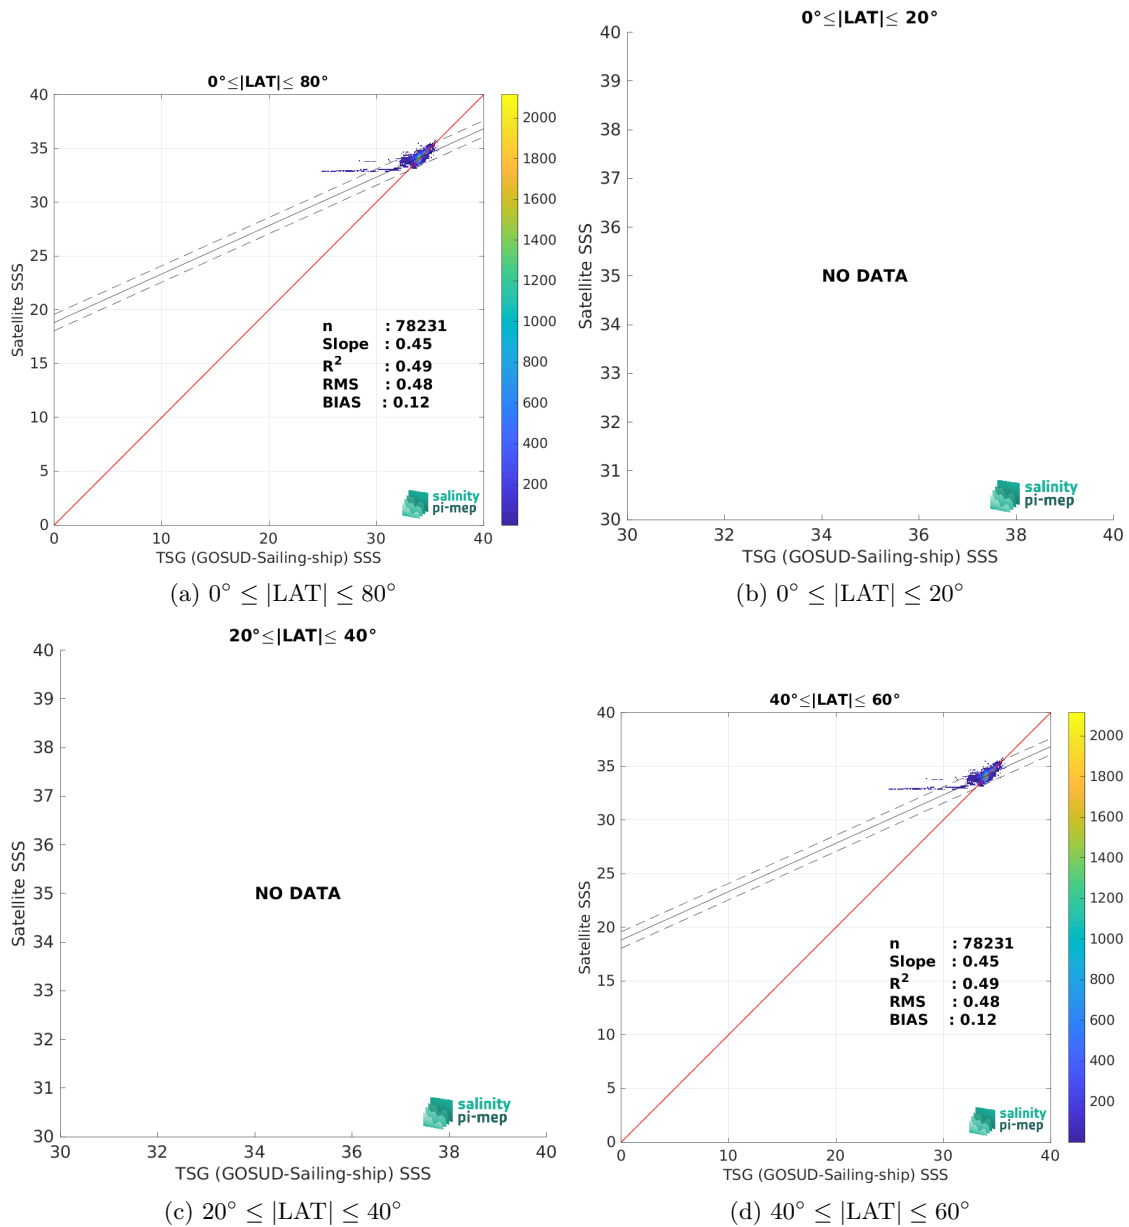 0°≤|LAT|≤ 80°
40
35
30
25
20
15
10
5
0
Satellite SSS
n : 78231
Slope : 0.45
R² : 0.49
RMS : 0.48
BIAS : 0.12
salinity
pi-mep
0 10 20 30 40
TSG (GOSUD-Sailing-ship) SSS
2000
1800
1600
1400
1200
1000
800
600
400
200
(a) 0° ≤ |LAT| ≤ 80°
0°≤|LAT|≤ 20°
40
39
38
37
36
35
34
33
32
31
30
Satellite SSS
NO DATA
salinity
pi-mep
30 32 34 36 38 40
TSG (GOSUD-Sailing-ship) SSS
(b) 0° ≤ |LAT| ≤ 20°
20°≤|LAT|≤ 40°
40
39
38
37
36
35
34
33
32
31
30
Satellite SSS
NO DATA
salinity
pi-mep
30 32 34 36 38 40
TSG (GOSUD-Sailing-ship) SSS
(c) 20° ≤ |LAT| ≤ 40°
40°≤|LAT|≤ 60°
40
35
30
25
20
15
10
5
0
Satellite SSS
n : 78231
Slope : 0.45
R² : 0.49
RMS : 0.48
BIAS : 0.12
salinity
pi-mep
0 10 20 30 40
TSG (GOSUD-Sailing-ship) SSS
2000
1800
1600
1400
1200
1000
800
600
400
200
(d) 40° ≤ |LAT| ≤ 60°